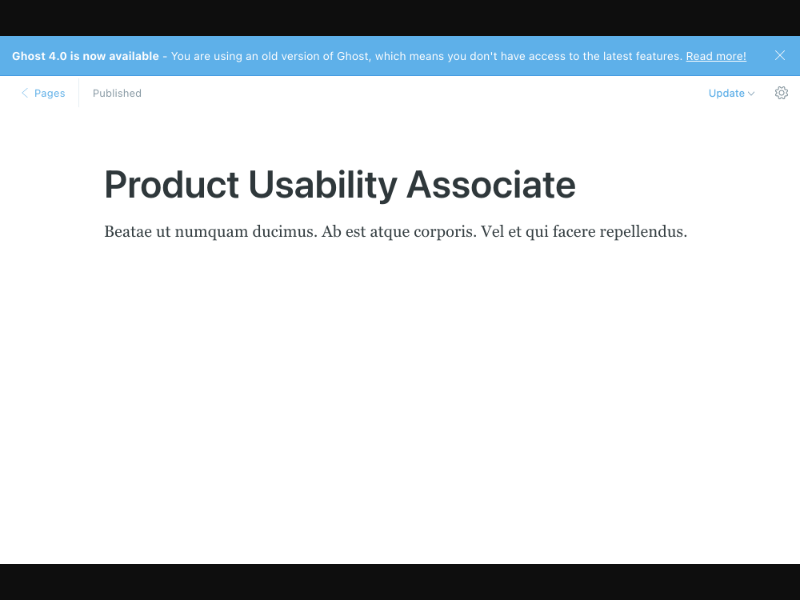 Ghost 4.0 is now available - You are using an old version of Ghost, which means you don't have access to the latest features. Read more!
Pages Published Update
Product Usability Associate
Beatae ut numquam ducimus. Ab est atque corporis. Vel et qui facere repellendus.